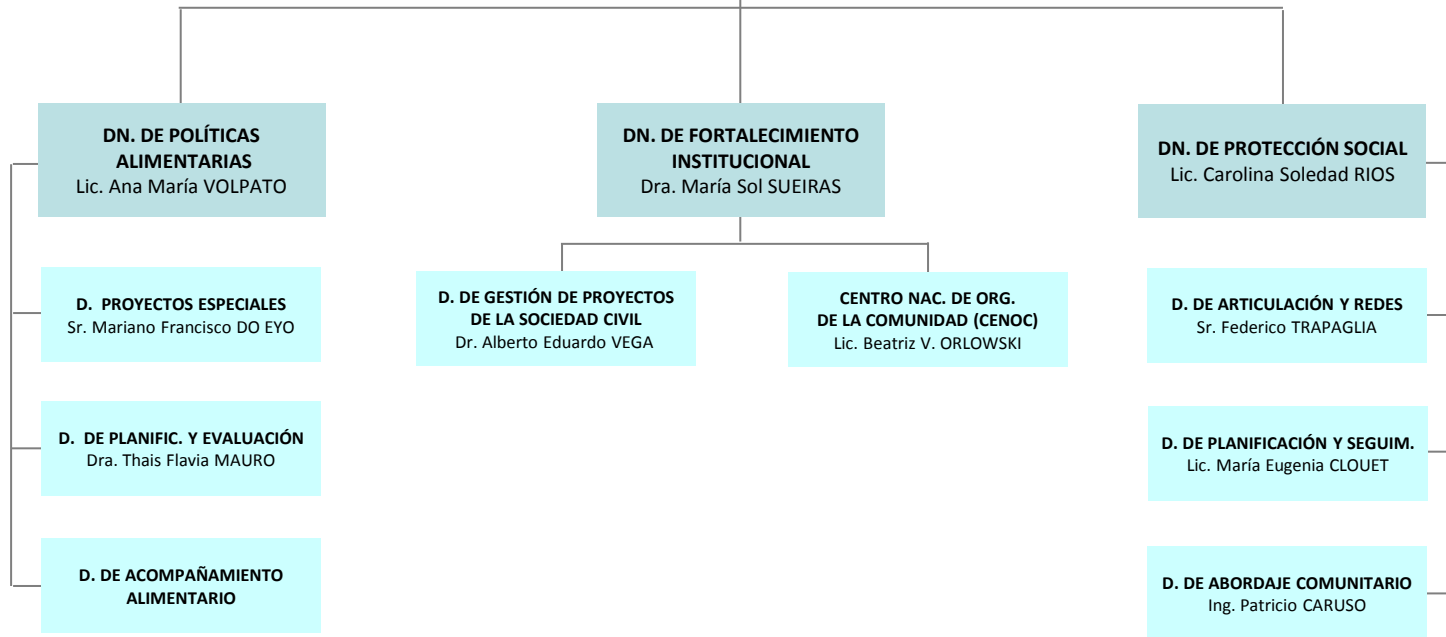 DN. DE POLÍTICAS
ALIMENTARIAS
Lic. Ana María VOLPATO
DN. DE FORTALECIMIENTO
INSTITUCIONAL
Dra. María Sol SUEIRAS
DN. DE PROTECCIÓN SOCIAL
Lic. Carolina Soledad RIOS
D. PROYECTOS ESPECIALES
Sr. Mariano Francisco DO EYO
D. DE GESTIÓN DE PROYECTOS
DE LA SOCIEDAD CIVIL
Dr. Alberto Eduardo VEGA
CENTRO NAC. DE ORG.
DE LA COMUNIDAD (CENOC)
Lic. Beatriz V. ORLOWSKI
D. DE ARTICULACIÓN Y REDES
Sr. Federico TRAPAGLIA
D. DE PLANIFIC. Y EVALUACIÓN
Dra. Thais Flavia MAURO
D. DE PLANIFICACIÓN Y SEGUIM.
Lic. María Eugenia CLOUET
D. DE ACOMPAÑAMIENTO
ALIMENTARIO
D. DE ABORDAJE COMUNITARIO
Ing. Patricio CARUSO